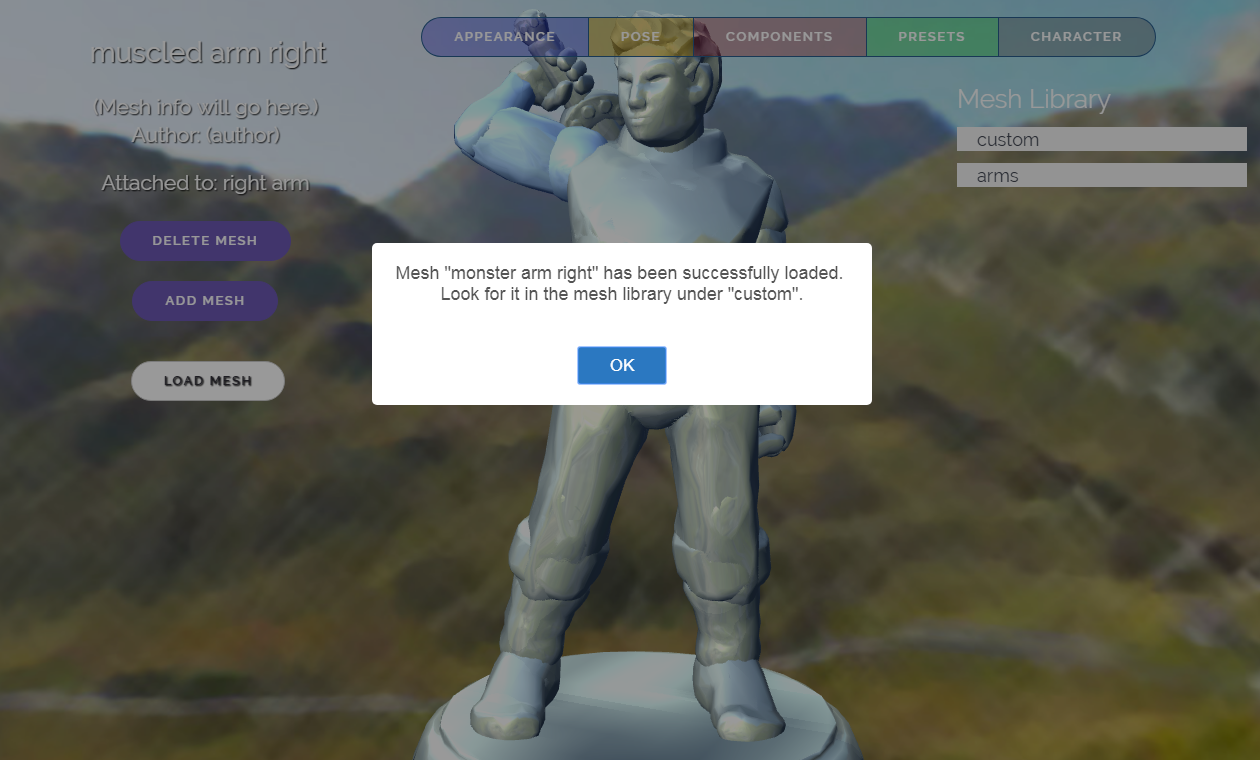 APPEARANCE POSE COMPONENTS PRESETS CHARACTER
muscled arm right
(Mesh info will go here.)
Author: (author)
Attached to: right arm
DELETE MESH
ADD MESH
LOAD MESH
Mesh Library
custom
arms
Mesh "monster arm right" has been successfully loaded.
Look for it in the mesh library under "custom".
OK